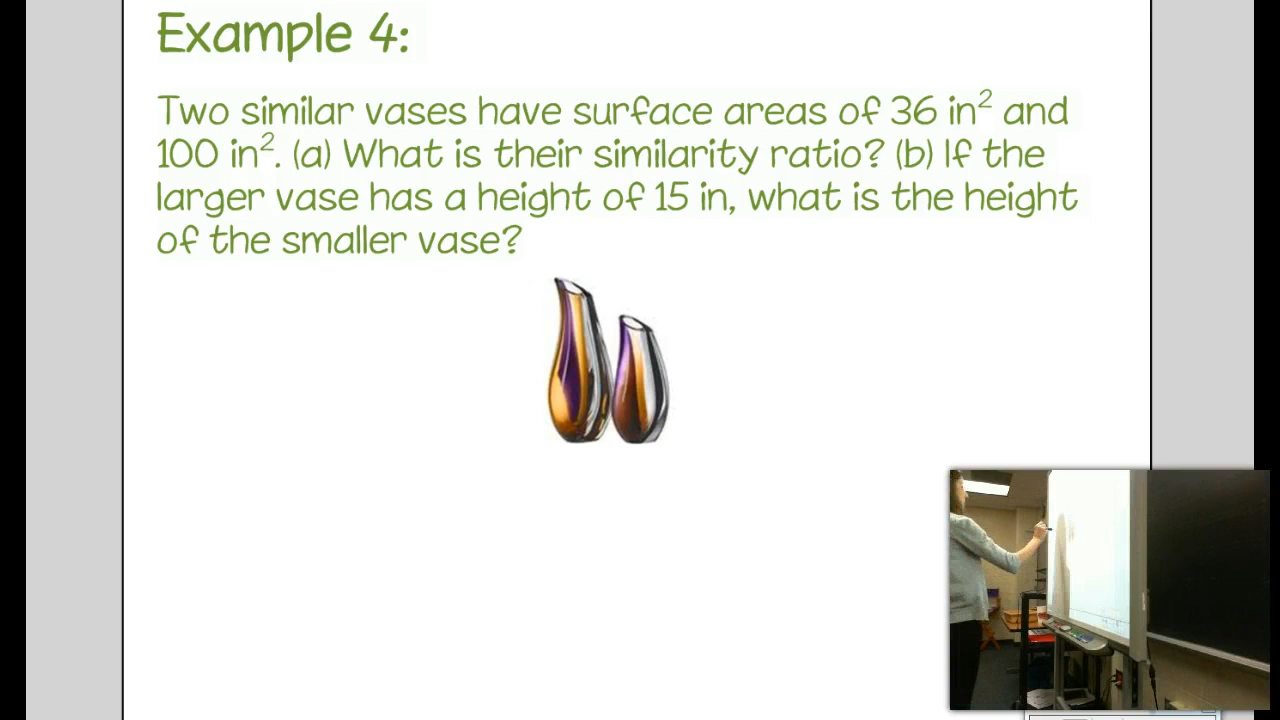 Example 4:
Two similar vases have surface areas of 36 in² and
100 in². (a) What is their similarity ratio? (b) If the
larger vase has a height of 15 in, what is the height
of the smaller vase?